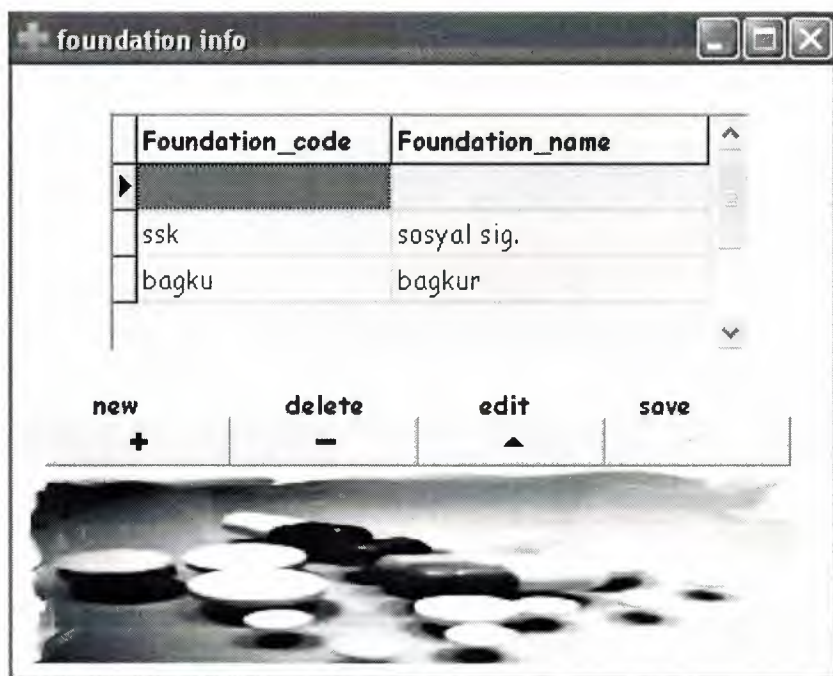 foundation info
Foundation_code Foundation_name
ssk sosyal sig.
bagku bagkur
new delete edit save